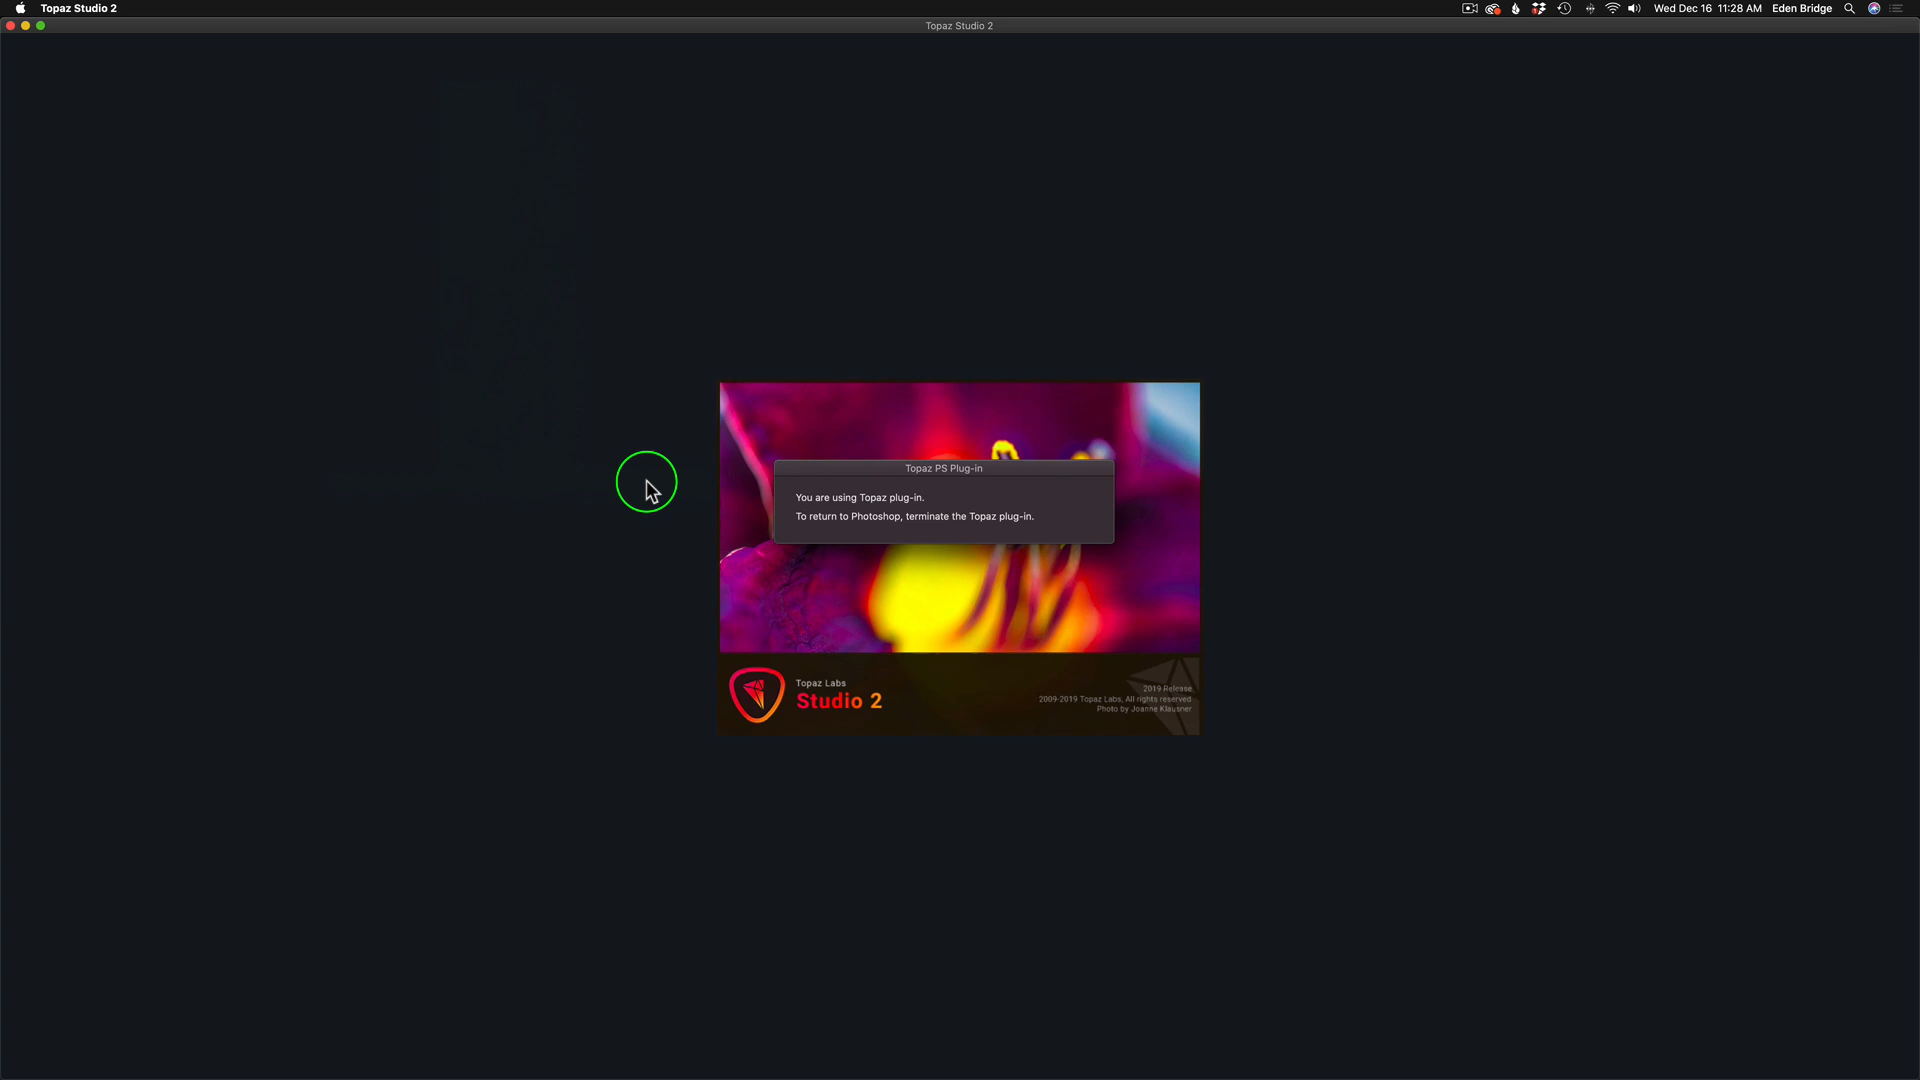 Topaz Studio 2
Wed Dec 16 11:28 AM
Eden Bridge
Topaz Studio 2
Topaz PS Plug-in
You are using Topaz plug-in.
To return to Photoshop, terminate the Topaz plug-in.
Topaz Labs
Studio 2
2019 Release
2009-2019 Topaz Labs, All rights reserved
Photo by Joanne Klausner